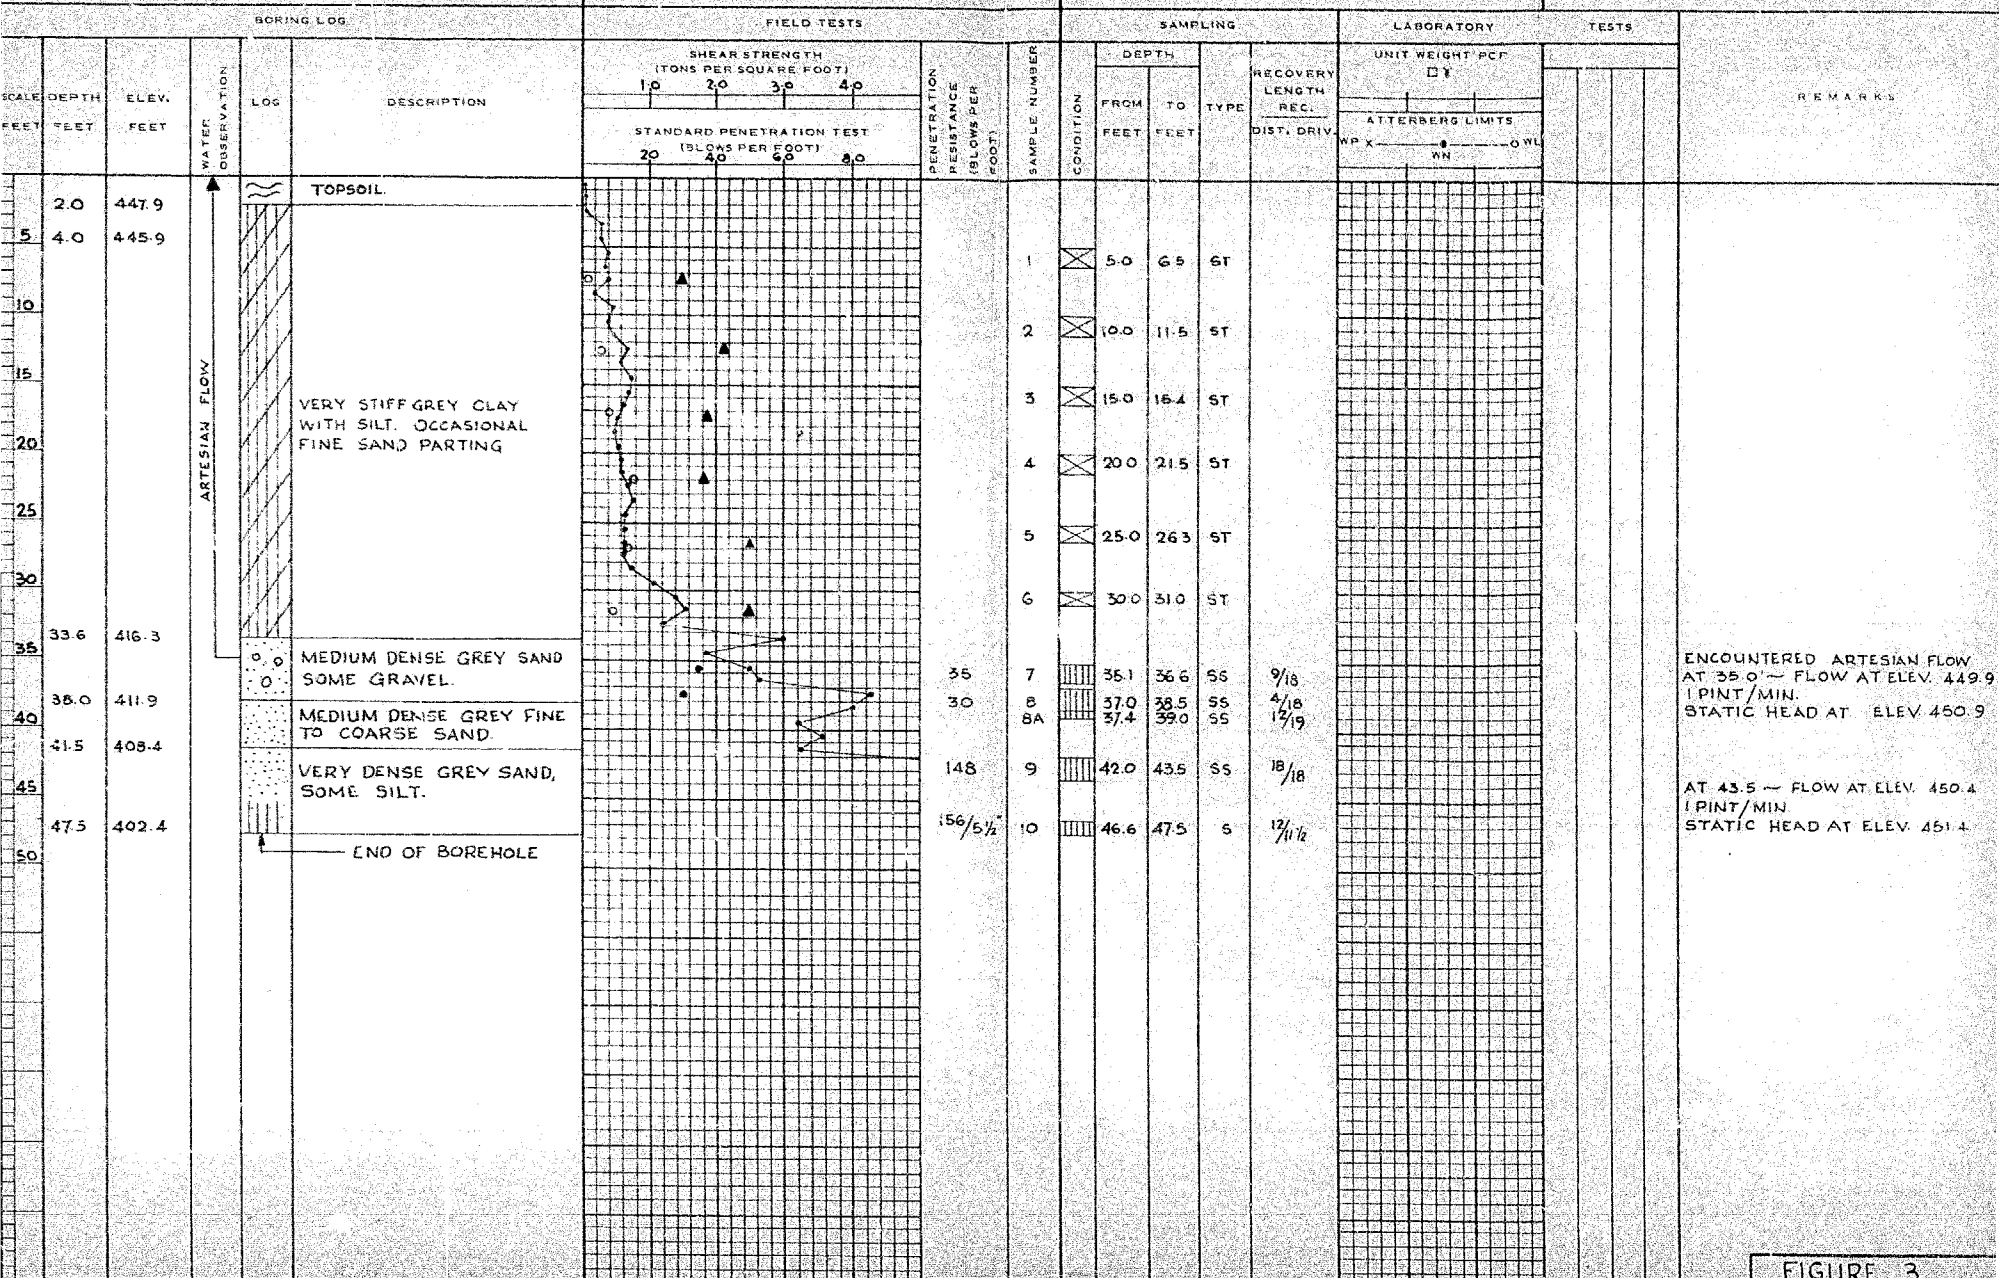 BORING LOG
FIELD TESTS
SAMPLING
LABORATORY
TESTS
SCALE
FEET
DEPTH
FEET
ELEV.
FEET
WATER
OBSERVATION
LOG
DESCRIPTION
SHEAR STRENGTH
(TONS PER SQUARE FOOT)
1.0 2.0 3.0 4.0
STANDARD PENETRATION TEST
(BLOWS PER FOOT)
20 40 60 80
PENETRATION
RESISTANCE
(BLOWS PER
FOOT)
SAMPLE NUMBER
CONDITION
DEPTH
FROM
FEET
TO
FEET
TYPE
RECOVERY
LENGTH
REC.
DIST. DRIV.
UNIT WEIGHT PCF
ATTERBERG LIMITS
WP X O WL
WN
REMARKS
TOPSOIL.
2.0 447.9
5 4.0 445.9
1 5.0 6.5 ST
10
2 10.0 11.5 ST
15
3 15.0 16.4 ST
ARTESIAN FLOW
VERY STIFF GREY CLAY
WITH SILT. OCCASIONAL
FINE SAND PARTING
20
4 20.0 21.5 ST
25
5 25.0 26.3 ST
30
6 30.0 31.0 ST
33.6 416.3
35
MEDIUM DENSE GREY SAND
SOME GRAVEL.
35 7 35.1 36.6 SS 9/18
ENCOUNTERED ARTESIAN FLOW
AT 35.0' ~ FLOW AT ELEV. 449.9
1 PINT/MIN.
STATIC HEAD AT ELEV. 450.9
38.0 411.9
30 8 37.0 38.5 SS 4/18
8A 37.4 39.0 SS 12/19
40
MEDIUM DENSE GREY FINE
TO COARSE SAND.
41.5 408.4
VERY DENSE GREY SAND,
SOME SILT.
148 9 42.0 43.5 SS 18/18
45
AT 43.5 ~ FLOW AT ELEV. 450.4
1 PINT/MIN
STATIC HEAD AT ELEV. 451.4
47.5 402.4
156/5½" 10 46.6 47.5 S 12/11½
50
END OF BOREHOLE
FIGURE 3